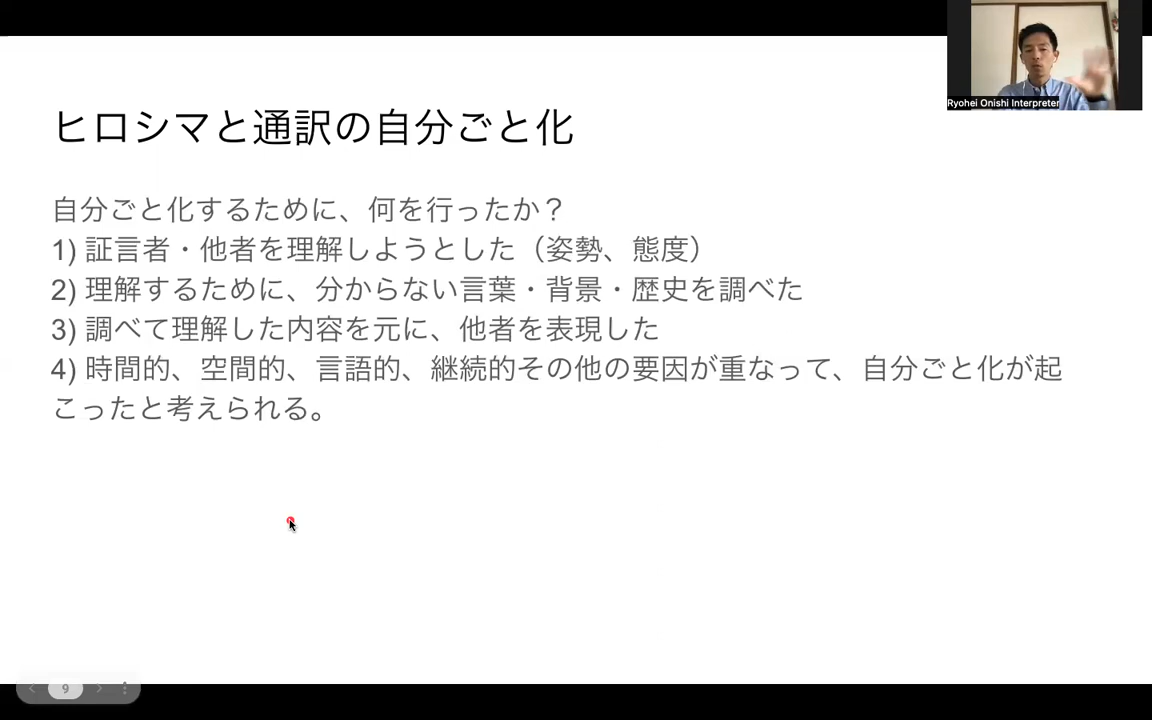 Ryohei Onishi Interpreter
ヒロシマと通訳の自分ごと化
自分ごと化するために、何を行ったか？
1) 証言者・他者を理解しようとした（姿勢、態度）
2) 理解するために、分からない言葉・背景・歴史を調べた
3) 調べて理解した内容を元に、他者を表現した
4) 時間的、空間的、言語的、継続的その他の要因が重なって、自分ごと化が起
こったと考えられる。
9